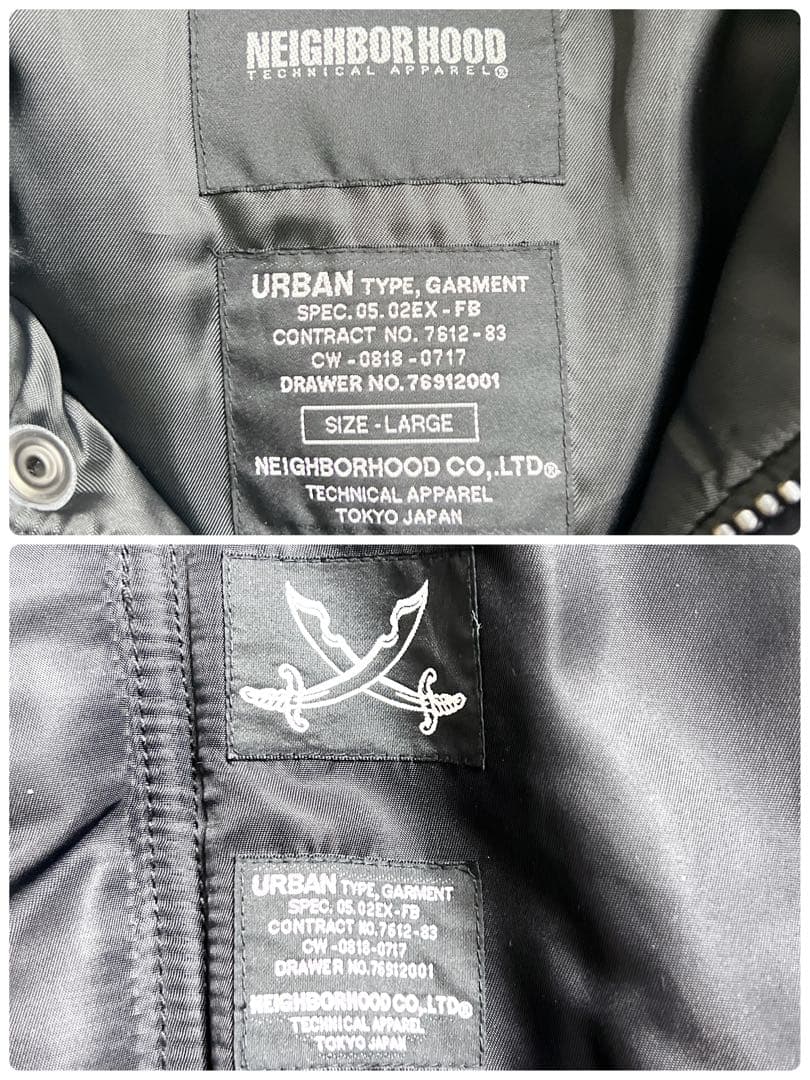 NEIGHBORHOOD
TECHNICAL APPAREL®
URBAN TYPE, GARMENT
SPEC. 05.02EX-FB
CONTRACT NO. 7612-83
CW-0818-0717
DRAWER NO.76912001
SIZE-LARGE
NEIGHBORHOOD CO,.LTD®
TECHNICAL APPAREL
TOKYO JAPAN
URBAN TYPE, GARMENT
SPEC. 05.02EX-FB
CONTRACT NO.7612-83
CW-0818-0717
DRAWER NO.76912001
NEIGHBORHOOD CO,.LTD®
TECHNICAL APPAREL
TOKYO JAPAN